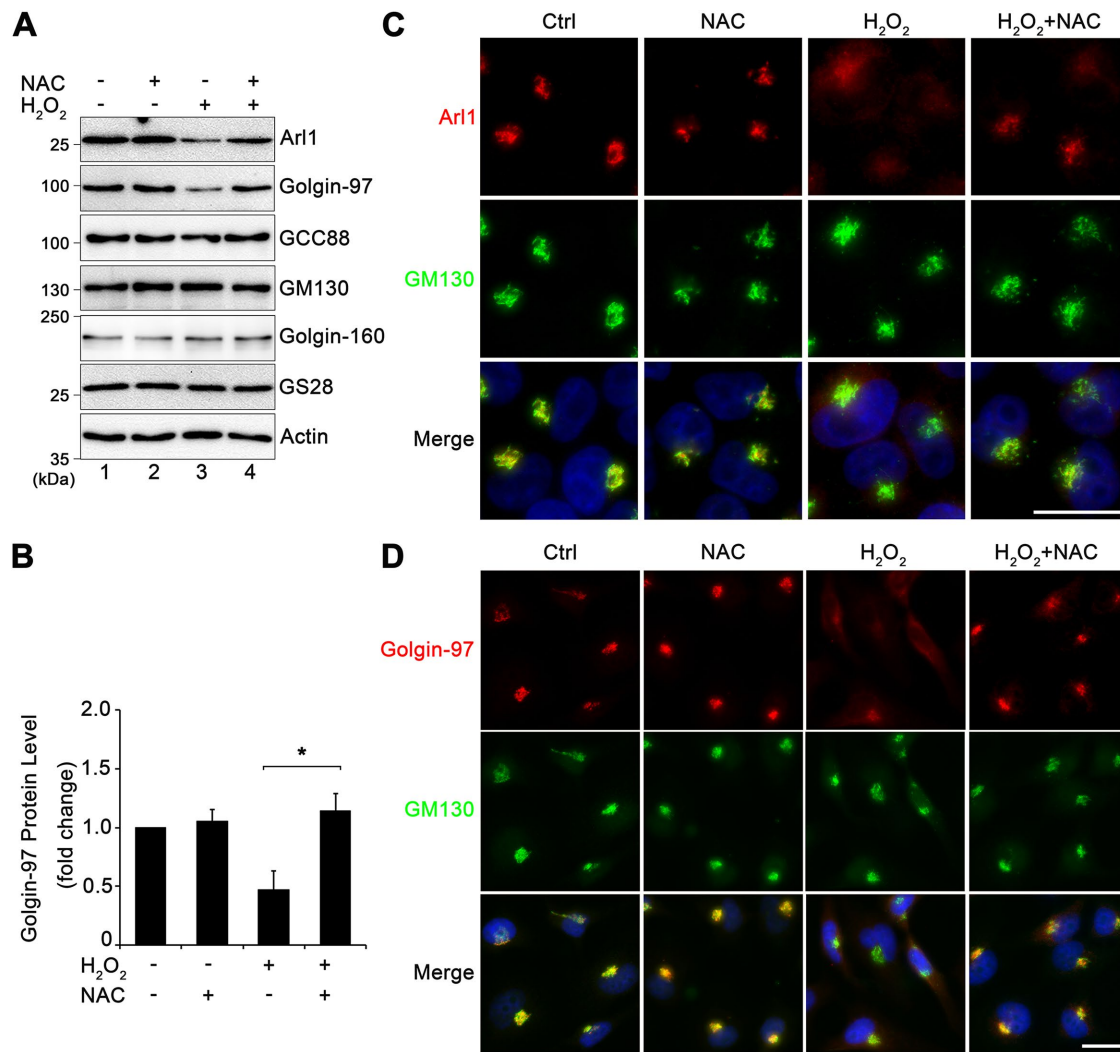 A
NAC - + - +
H₂O₂ - - + +
25 Arl1
100 Golgin-97
100 GCC88
130 GM130
250
Golgin-160
25 GS28
Actin
35
(kDa) 1 2 3 4
B
Golgin-97 Protein Level
(fold change)
2.0
1.5
1.0
0.5
0
*
H₂O₂ - - + +
NAC - + - +
C
Ctrl NAC H₂O₂ H₂O₂+NAC
Arl1
GM130
Merge
D
Ctrl NAC H₂O₂ H₂O₂+NAC
Golgin-97
GM130
Merge